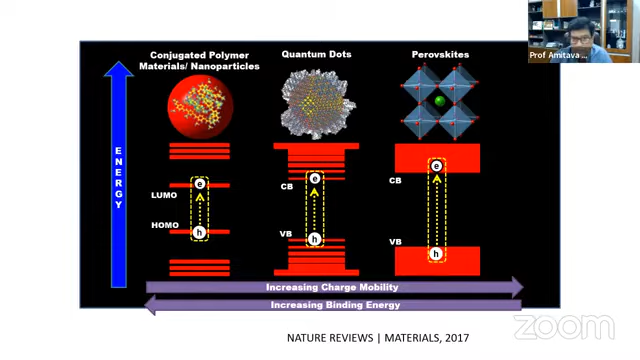 Prof Amitava ...
Conjugated Polymer
Materials/ Nanoparticles
Quantum Dots
Perovskites
ENERGY
LUMO
HOMO
e
h
CB
VB
e
h
CB
VB
e
h
Increasing Charge Mobility
Increasing Binding Energy
NATURE REVIEWS | MATERIALS, 2017
zoom